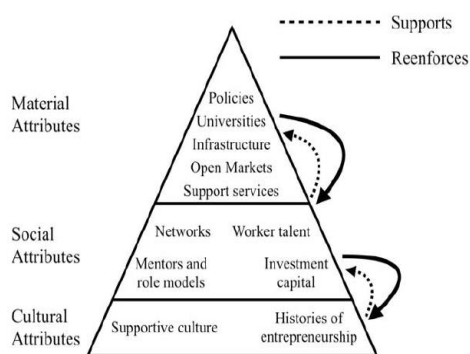 Supports
Reenforces
Material
Attributes
Policies
Universities
Infrastructure
Open Markets
Support services
Social
Attributes
Networks Worker talent
Mentors and
role models
Investment
capital
Cultural
Attributes
Supportive culture
Histories of
entrepreneurship